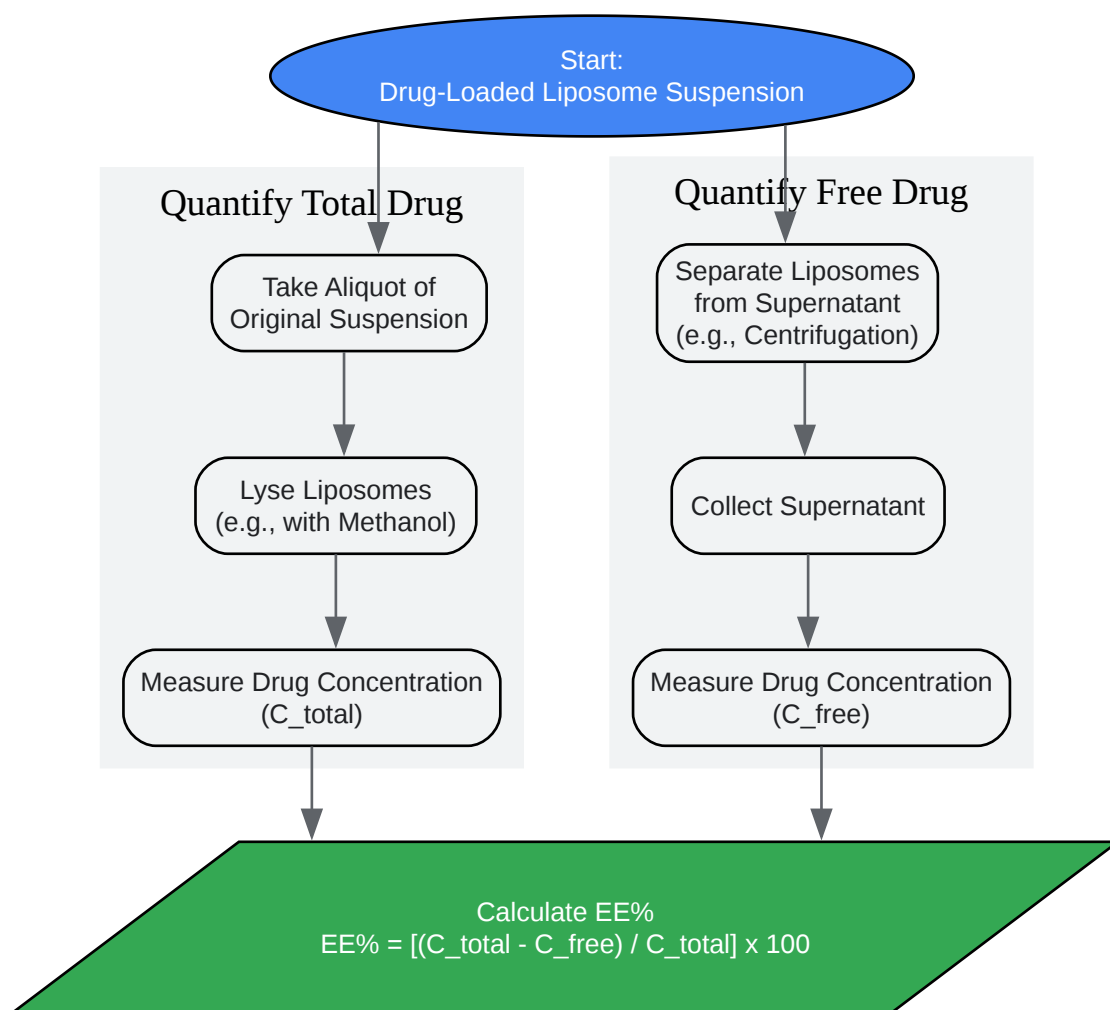 Start:
Drug-Loaded Liposome Suspension
Quantify Total Drug
Take Aliquot of
Original Suspension
Lyse Liposomes
(e.g., with Methanol)
Measure Drug Concentration
(C_total)
Quantify Free Drug
Separate Liposomes
from Supernatant
(e.g., Centrifugation)
Collect Supernatant
Measure Drug Concentration
(C_free)
Calculate EE%
EE% = [(C_total - C_free) / C_total] x 100